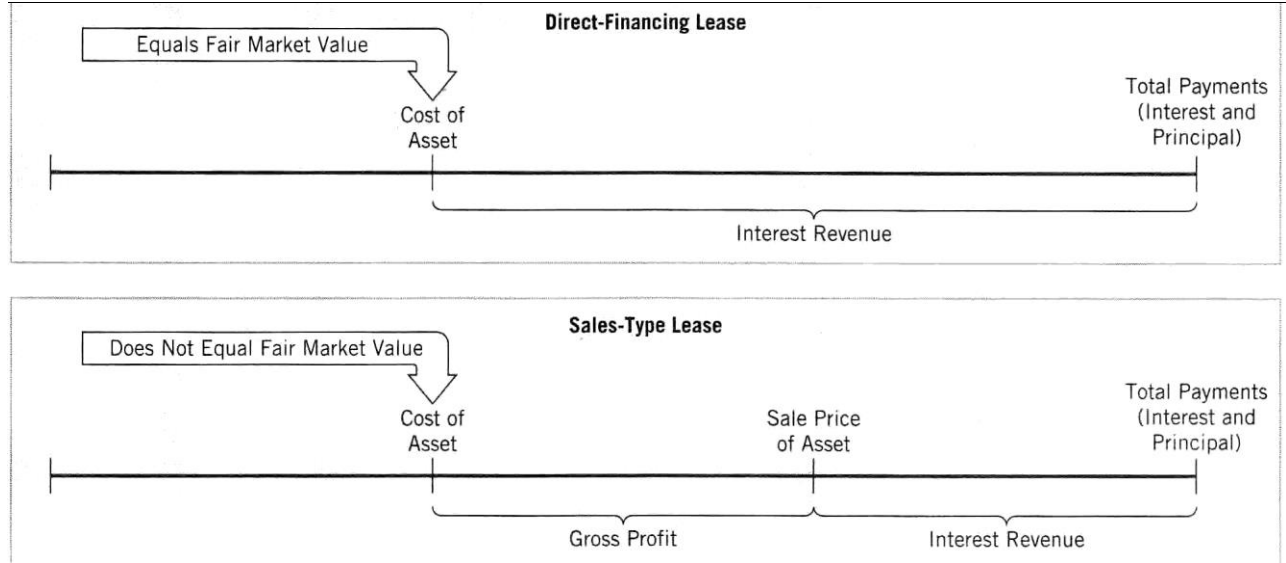 Direct-Financing Lease
Equals Fair Market Value
Cost of
Asset
Total Payments
(Interest and
Principal)
Interest Revenue
Sales-Type Lease
Does Not Equal Fair Market Value
Cost of
Asset
Sale Price
of Asset
Total Payments
(Interest and
Principal)
Gross Profit
Interest Revenue